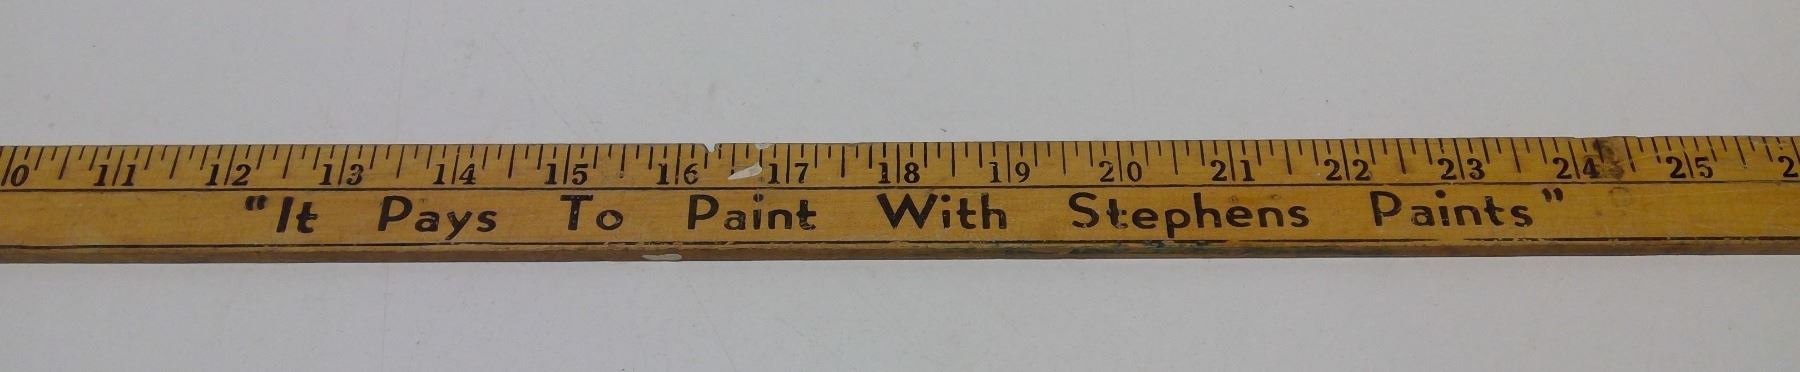 10 11 12 13 14 15 16 17 18 19 20 21 22 23 24 25 2
"It Pays To Paint With Stephens Paints"